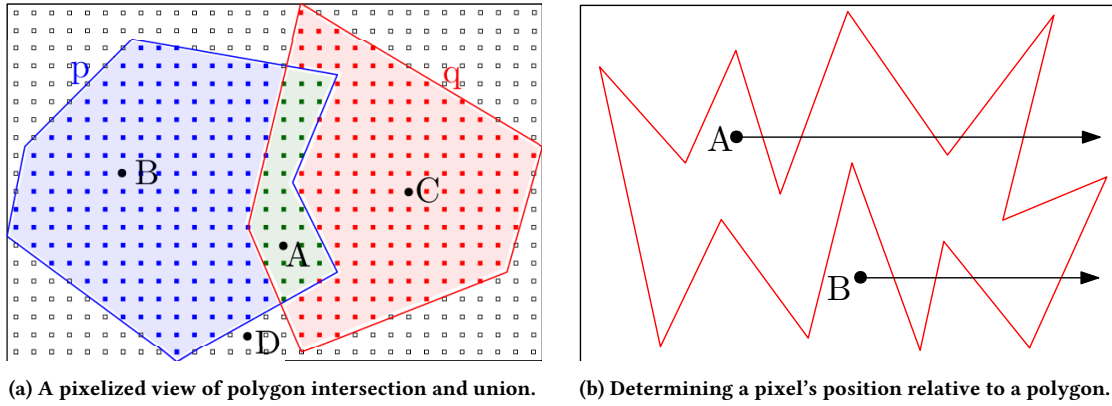 p
q
B
C
A
D
A
B
(a) A pixelized view of polygon intersection and union.
(b) Determining a pixel's position relative to a polygon.